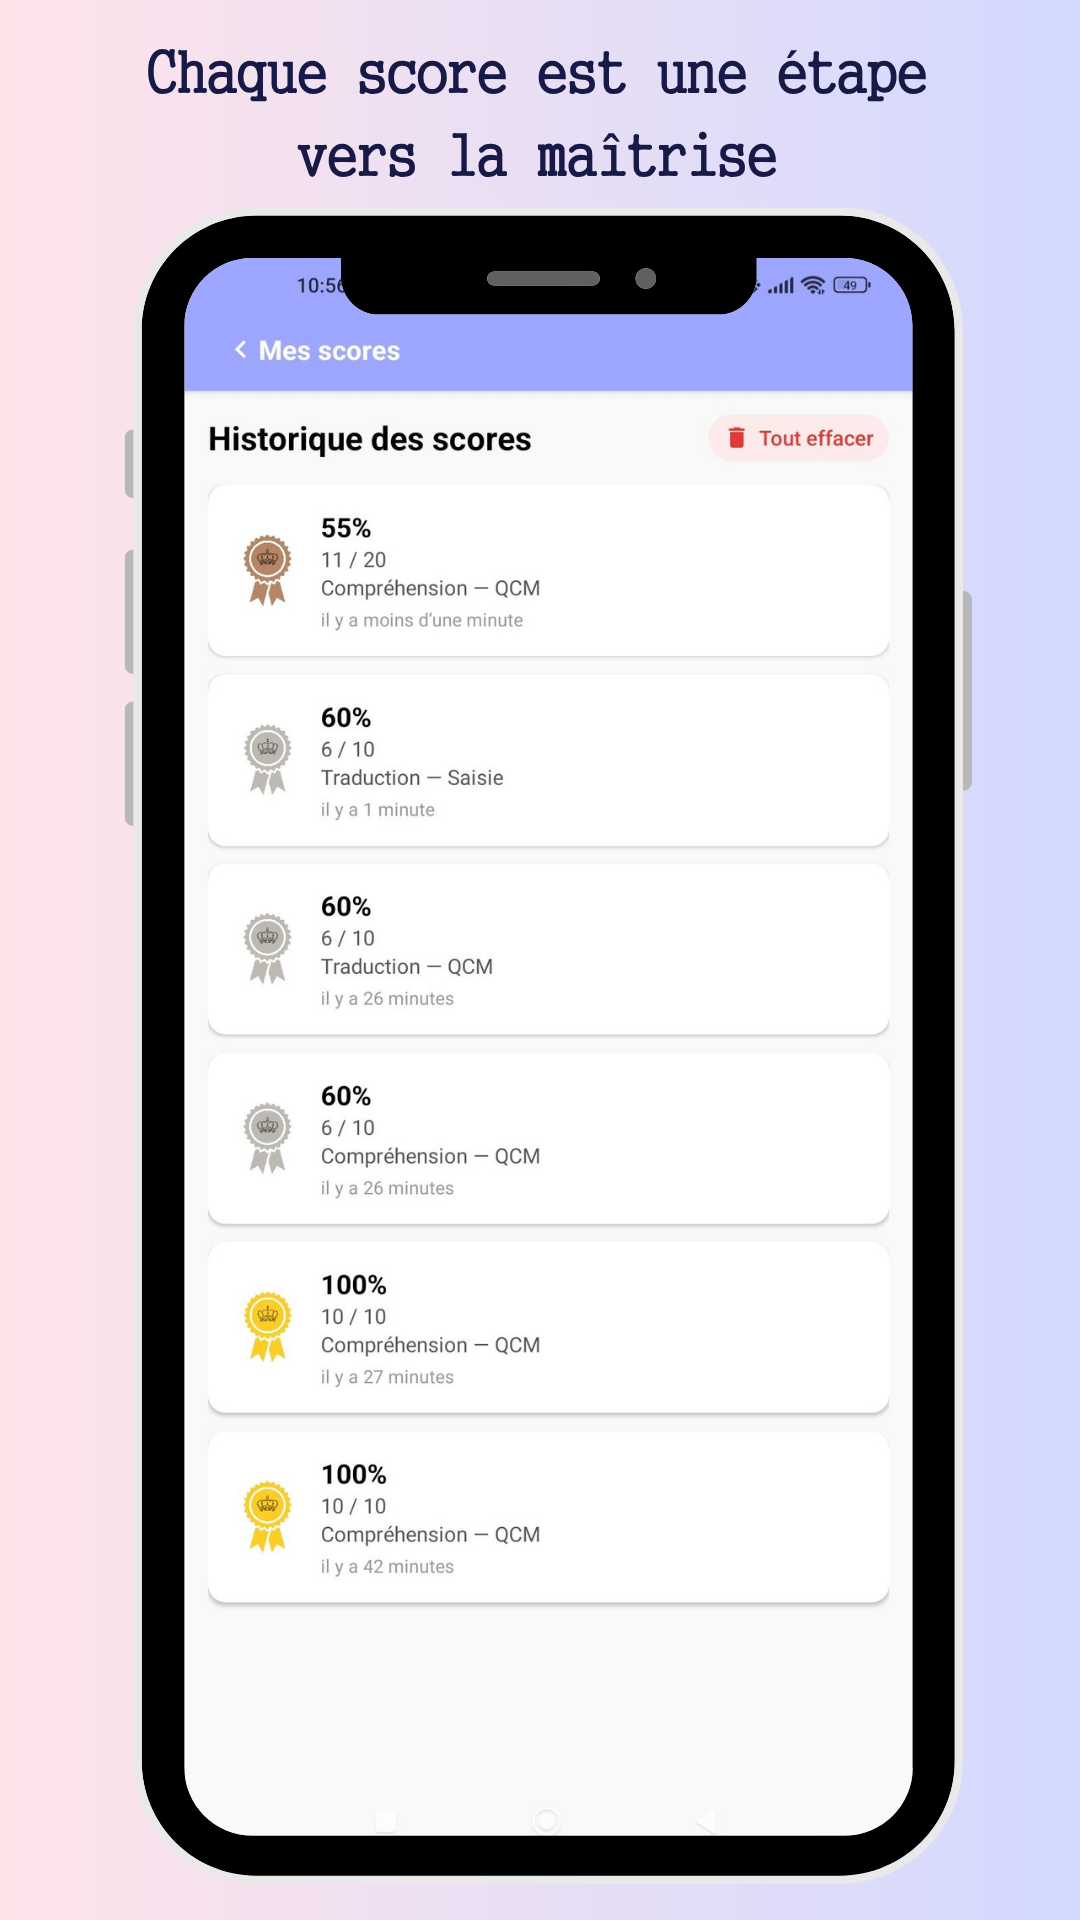 Chaque score est une étape
vers la maîtrise
49
Mes scores
Historique des scores
Tout effacer
55%
11 / 20
Compréhension — QCM
il y a moins d'une minute
60%
6 / 10
Traduction — Saisie
il y a 1 minute
60%
6 / 10
Traduction — QCM
il y a 26 minutes
60%
6 / 10
Compréhension — QCM
il y a 26 minutes
100%
10 / 10
Compréhension — QCM
il y a 27 minutes
100%
10 / 10
Compréhension — QCM
il y a 42 minutes